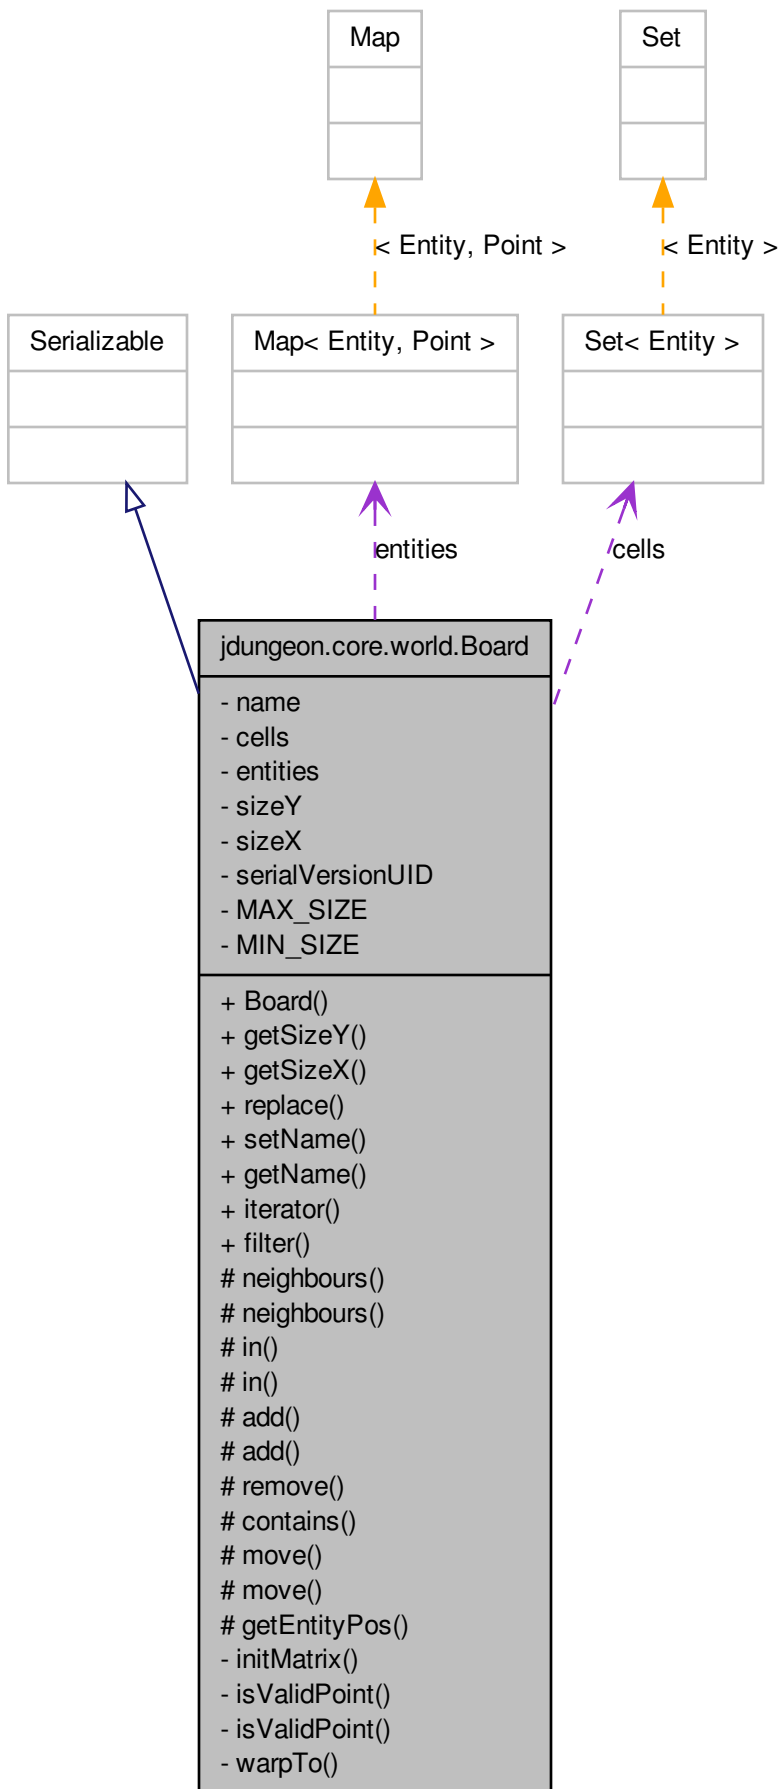 Map
Set
< Entity, Point >
< Entity >
Serializable
Map< Entity, Point >
Set< Entity >
entities
cells
jdungeon.core.world.Board
- name
- cells
- entities
- sizeY
- sizeX
- serialVersionUID
- MAX_SIZE
- MIN_SIZE
+ Board()
+ getSizeY()
+ getSizeX()
+ replace()
+ setName()
+ getName()
+ iterator()
+ filter()
# neighbours()
# neighbours()
# in()
# in()
# add()
# add()
# remove()
# contains()
# move()
# move()
# getEntityPos()
- initMatrix()
- isValidPoint()
- isValidPoint()
- warpTo()